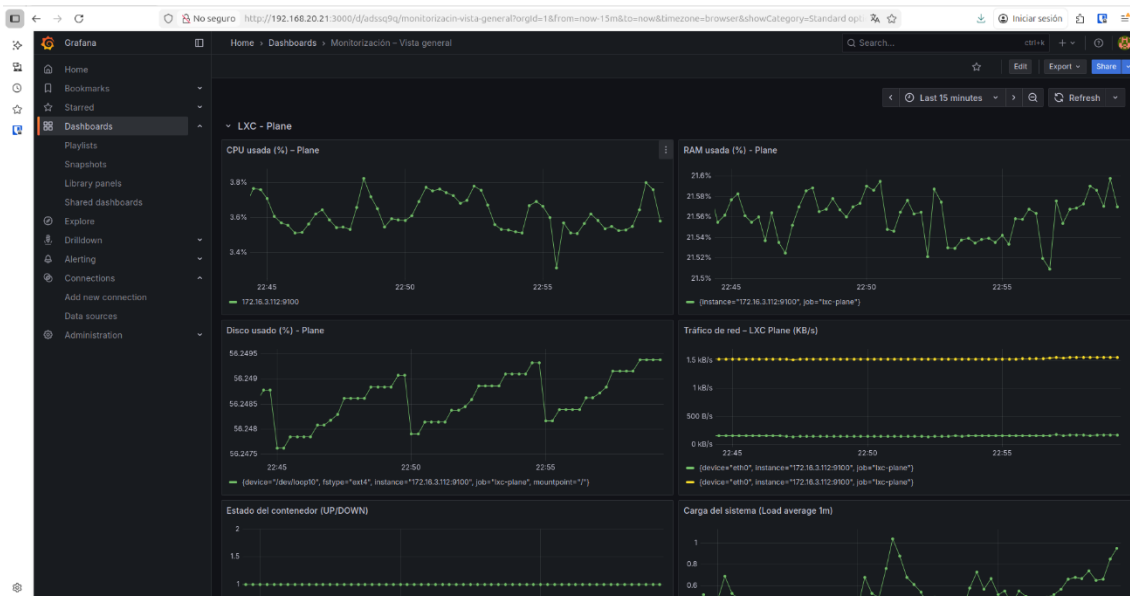 No seguro http://192.168.20.21:3000/d/adssq9q/monitorizacin-vista-general?orgId=1&from=now-15m&to=now&timezone=browser&showCategory=Standard opti
Iniciar sesión
Grafana
Home › Dashboards › Monitorización – Vista general
Search...
ctrl+k
Edit
Export
Share
Last 15 minutes
Refresh
Home
Bookmarks
Starred
Dashboards
Playlists
Snapshots
Library panels
Shared dashboards
Explore
Drilldown
Alerting
Connections
Add new connection
Data sources
Administration
LXC - Plane
CPU usada (%) – Plane
3.8%
3.6%
3.4%
22:45 22:50 22:55
172.16.3.112:9100
RAM usada (%) - Plane
21.6%
21.58%
21.56%
21.54%
21.52%
21.5%
22:45 22:50 22:55
{instance="172.16.3.112:9100", job="lxc-plane"}
Disco usado (%) - Plane
56.2495
56.249
56.2485
56.248
56.2475
22:45 22:50 22:55
{device="/dev/loop10", fstype="ext4", instance="172.16.3.112:9100", job="lxc-plane", mountpoint="/"}
Tráfico de red – LXC Plane (KB/s)
1.5 kB/s
1 kB/s
500 B/s
0 kB/s
22:45 22:50 22:55
{device="eth0", instance="172.16.3.112:9100", job="lxc-plane"}
{device="eth0", instance="172.16.3.112:9100", job="lxc-plane"}
Estado del contenedor (UP/DOWN)
2
1.5
1
Carga del sistema (Load average 1m)
1
0.8
0.6